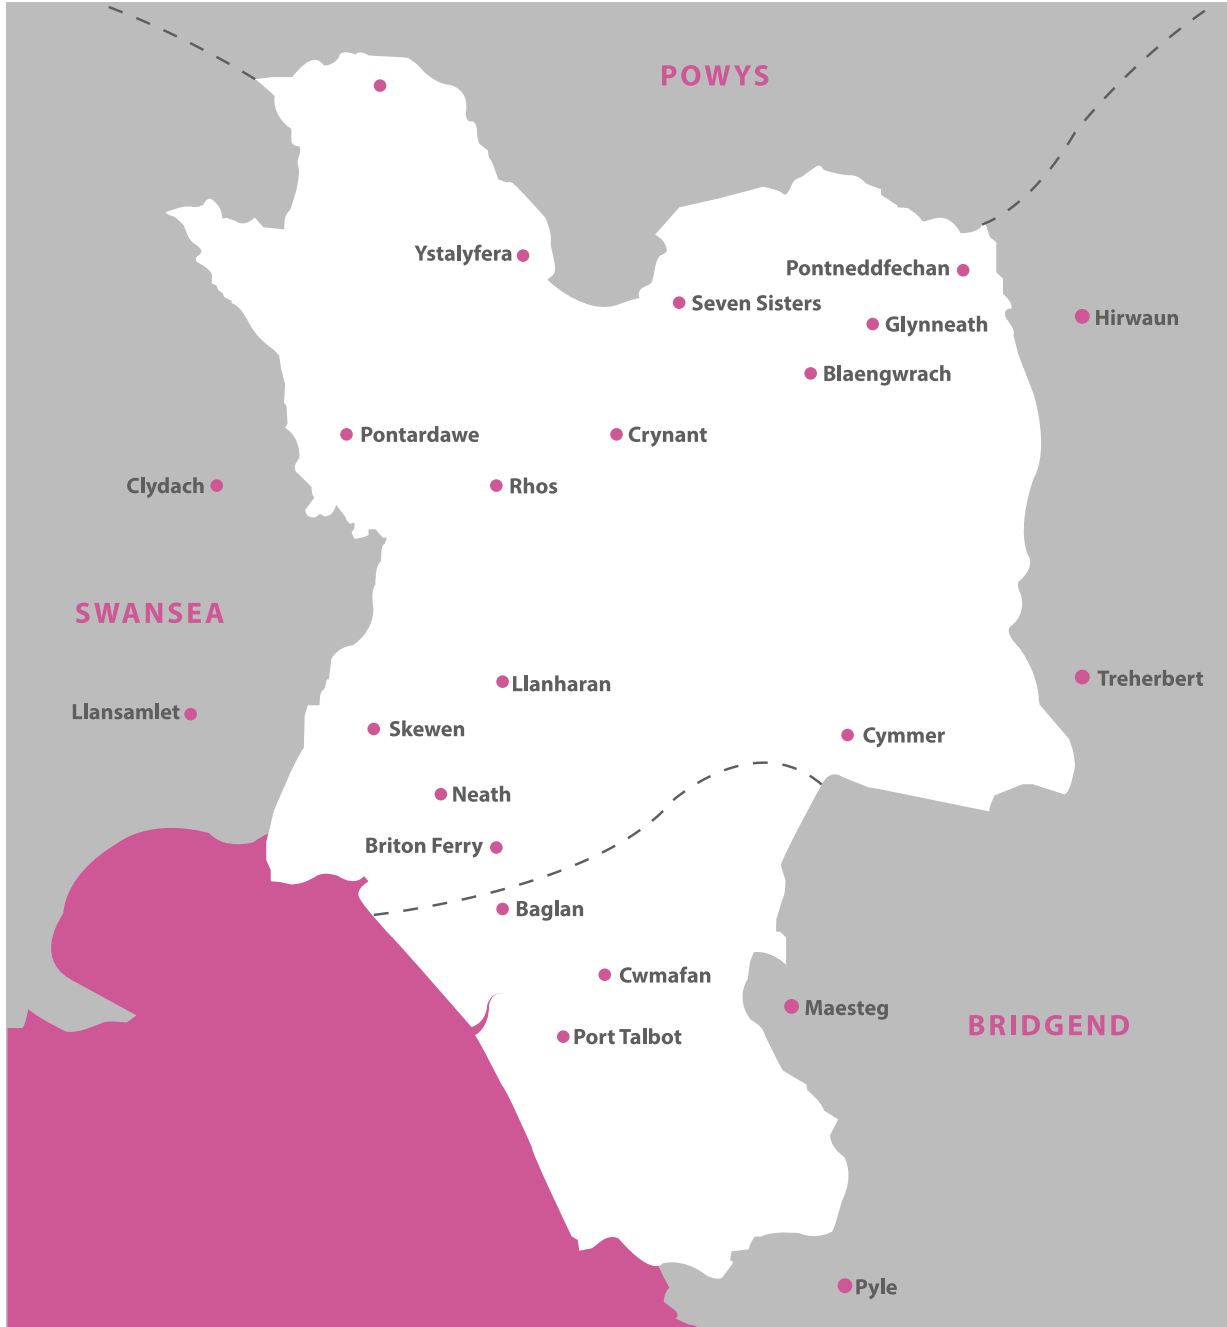 POWYS
Ystalyfera
Pontneddfechan
Seven Sisters
Hirwaun
Glynneath
Blaengwrach
Pontardawe
Crynant
Clydach
Rhos
SWANSEA
Treherbert
Llanharan
Llansamlet
Skewen
Cymmer
Neath
Briton Ferry
Baglan
Cwmafan
Maesteg
BRIDGEND
Port Talbot
Pyle